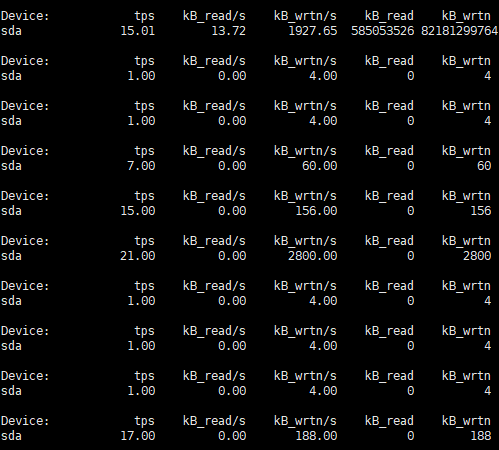 Device: tps kB_read/s kB_wrtn/s kB_read kB_wrtn
sda 15.01 13.72 1927.65 585053526 82181299764
Device: tps kB_read/s kB_wrtn/s kB_read kB_wrtn
sda 1.00 0.00 4.00 0 4
Device: tps kB_read/s kB_wrtn/s kB_read kB_wrtn
sda 1.00 0.00 4.00 0 4
Device: tps kB_read/s kB_wrtn/s kB_read kB_wrtn
sda 7.00 0.00 60.00 0 60
Device: tps kB_read/s kB_wrtn/s kB_read kB_wrtn
sda 15.00 0.00 156.00 0 156
Device: tps kB_read/s kB_wrtn/s kB_read kB_wrtn
sda 21.00 0.00 2800.00 0 2800
Device: tps kB_read/s kB_wrtn/s kB_read kB_wrtn
sda 1.00 0.00 4.00 0 4
Device: tps kB_read/s kB_wrtn/s kB_read kB_wrtn
sda 1.00 0.00 4.00 0 4
Device: tps kB_read/s kB_wrtn/s kB_read kB_wrtn
sda 1.00 0.00 4.00 0 4
Device: tps kB_read/s kB_wrtn/s kB_read kB_wrtn
sda 17.00 0.00 188.00 0 188